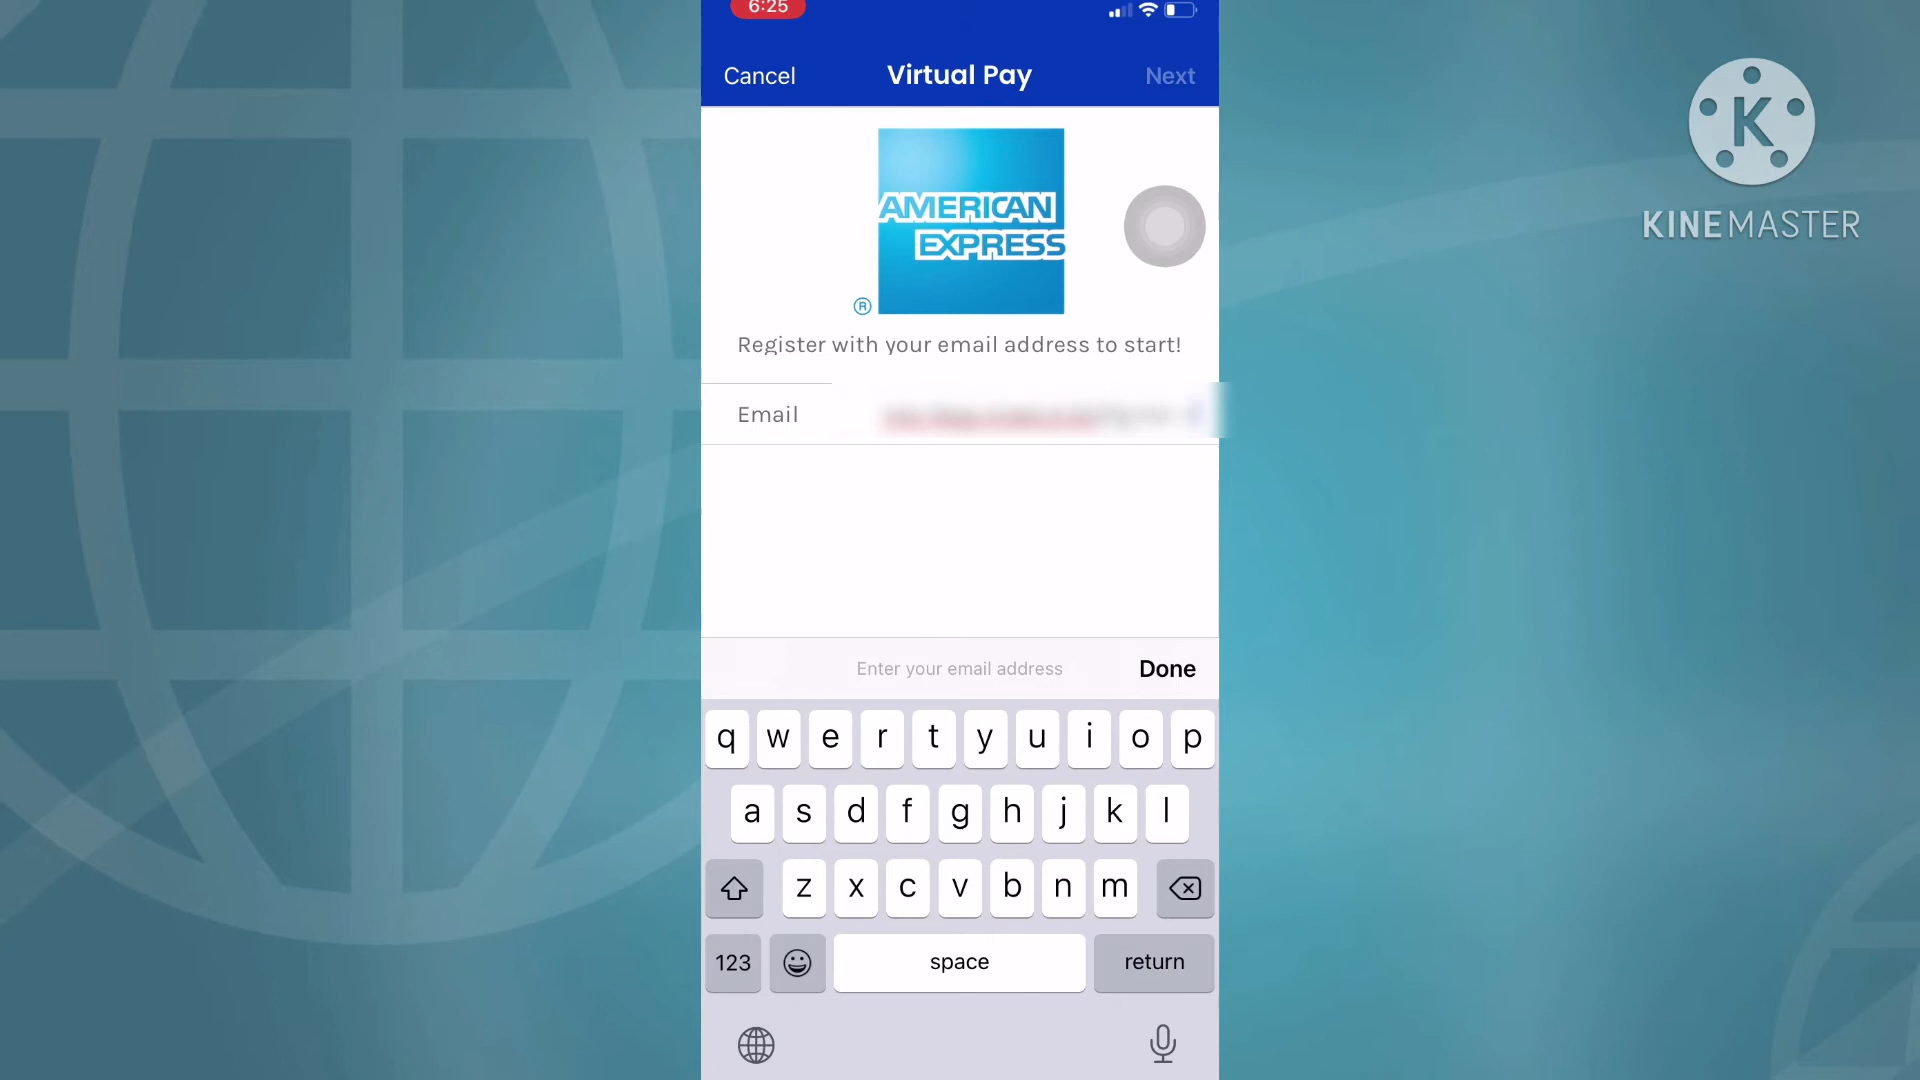 6:25
Cancel Virtual Pay Next
AMERICAN
EXPRESS
®
Register with your email address to start!
Email
Enter your email address Done
q w e r t y u i o p
a s d f g h j k l
z x c v b n m
123 space return
K
KINEMASTER